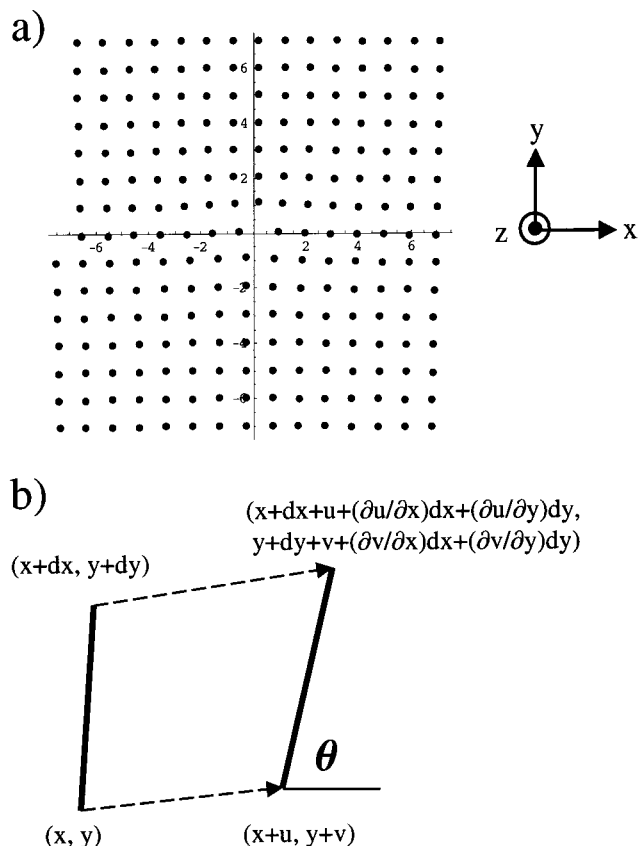 a)
6
4
2
-6
-4
-2
2
4
6
-2
-4
-6
y
z
x
b)
(x+dx+u+(∂u/∂x)dx+(∂u/∂y)dy,
y+dy+v+(∂v/∂x)dx+(∂v/∂y)dy)
(x+dx, y+dy)
θ
(x, y)
(x+u, y+v)